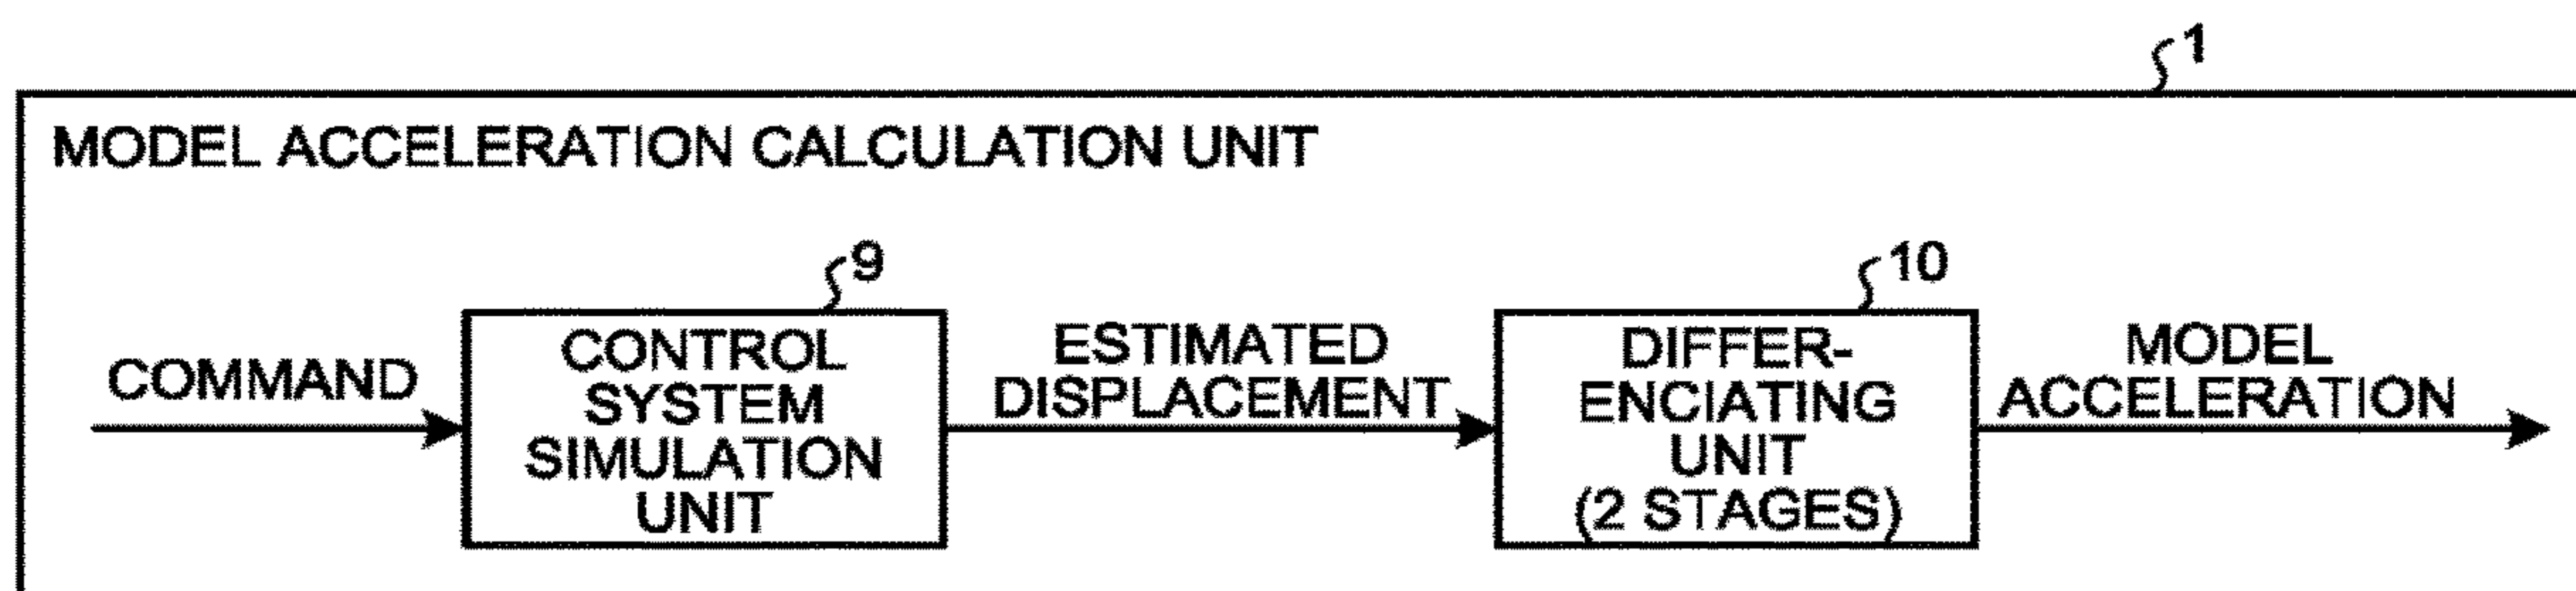 1
MODEL ACCELERATION CALCULATION UNIT
9
10
COMMAND
CONTROL
SYSTEM
SIMULATION
UNIT
ESTIMATED
DISPLACEMENT
DIFFER-
ENCIATING
UNIT
(2 STAGES)
MODEL
ACCELERATION